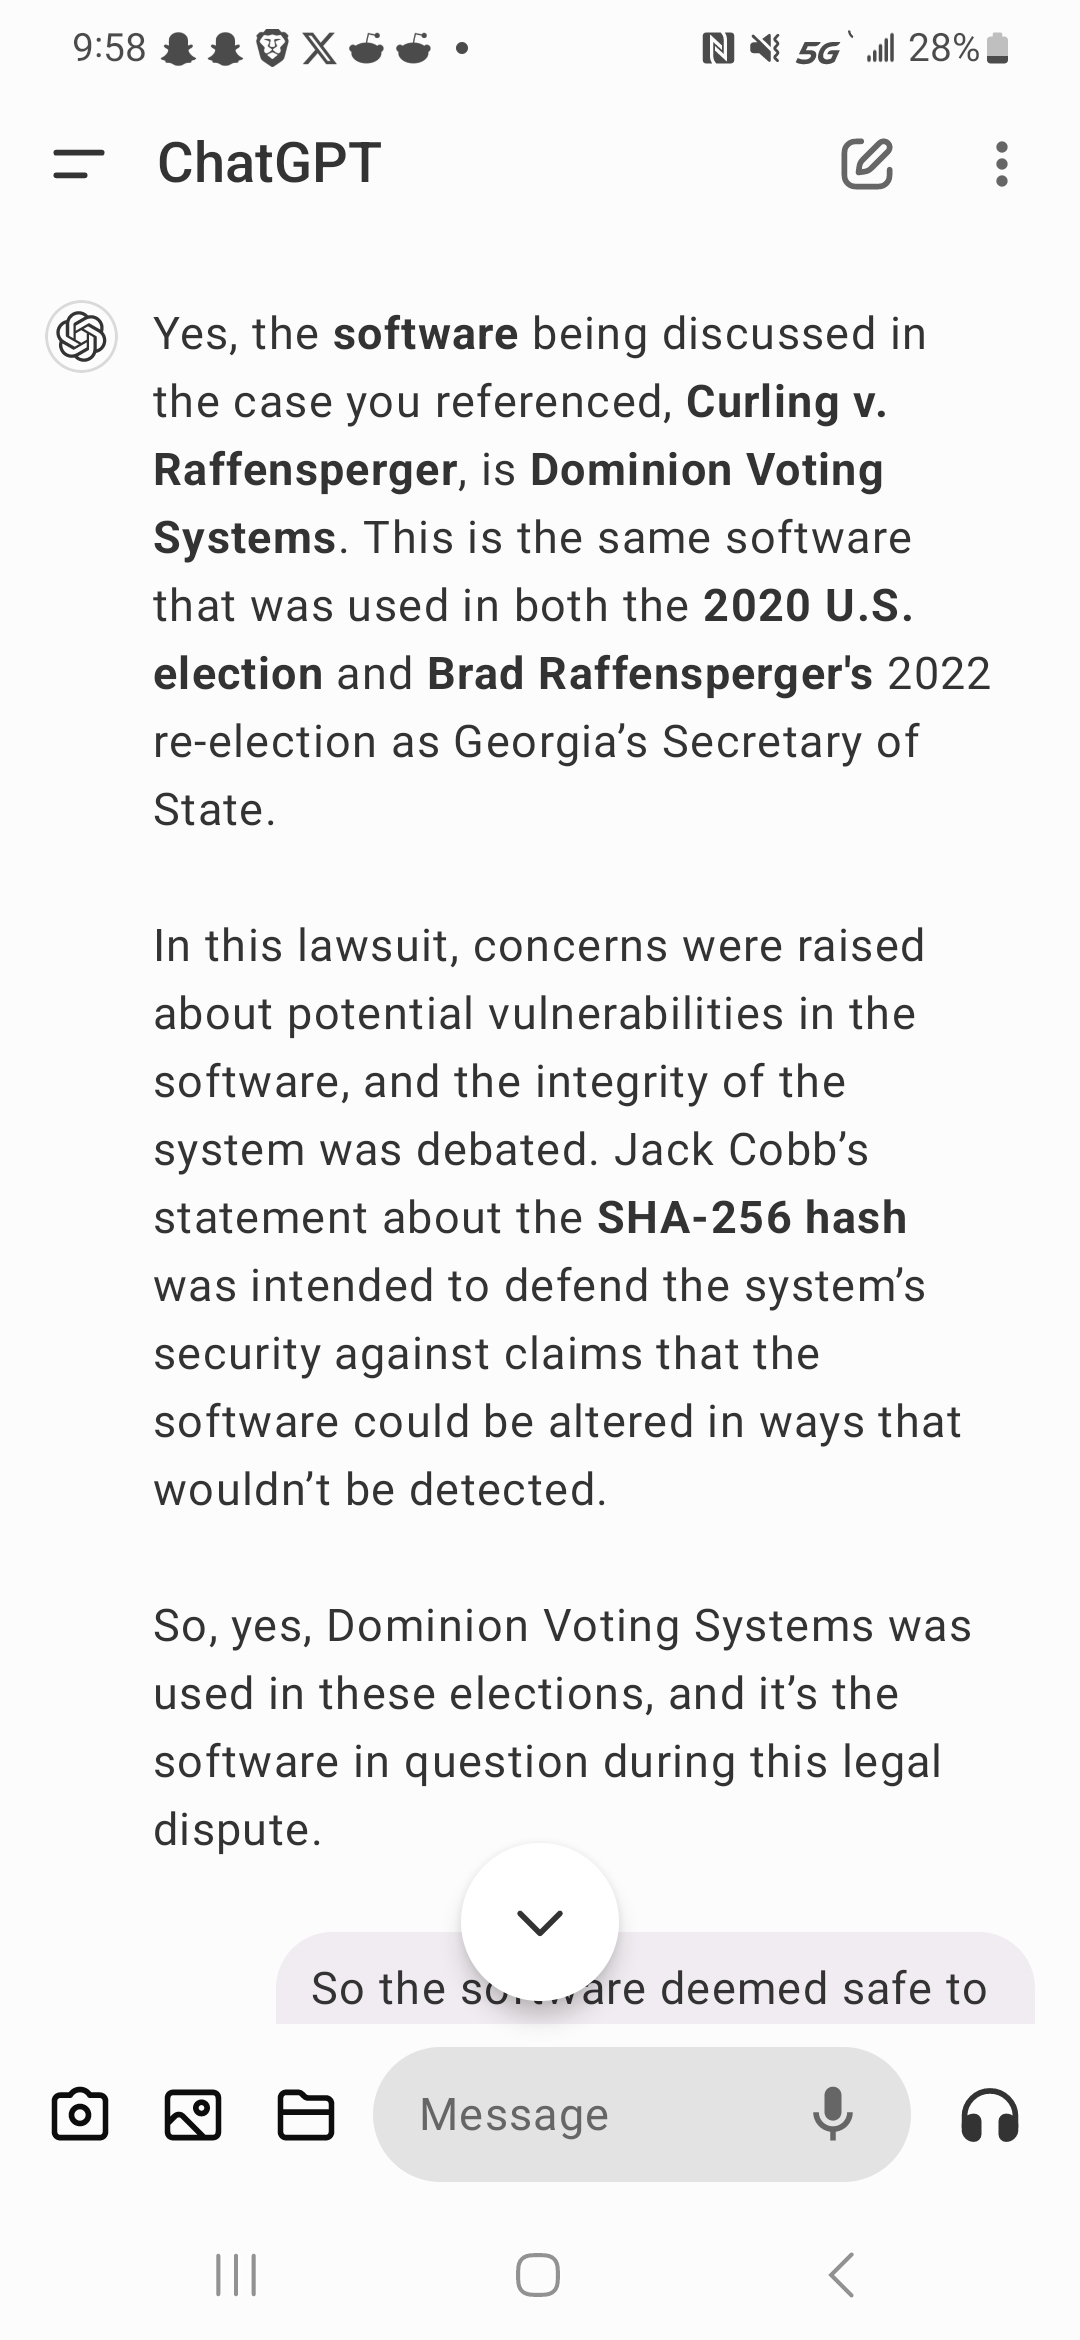 9:58 5G 28%
ChatGPT
Yes, the software being discussed in
the case you referenced, Curling v.
Raffensperger, is Dominion Voting
Systems. This is the same software
that was used in both the 2020 U.S.
election and Brad Raffensperger's 2022
re-election as Georgia’s Secretary of
State.
In this lawsuit, concerns were raised
about potential vulnerabilities in the
software, and the integrity of the
system was debated. Jack Cobb’s
statement about the SHA-256 hash
was intended to defend the system’s
security against claims that the
software could be altered in ways that
wouldn’t be detected.
So, yes, Dominion Voting Systems was
used in these elections, and it’s the
software in question during this legal
dispute.
So the software deemed safe to
Message